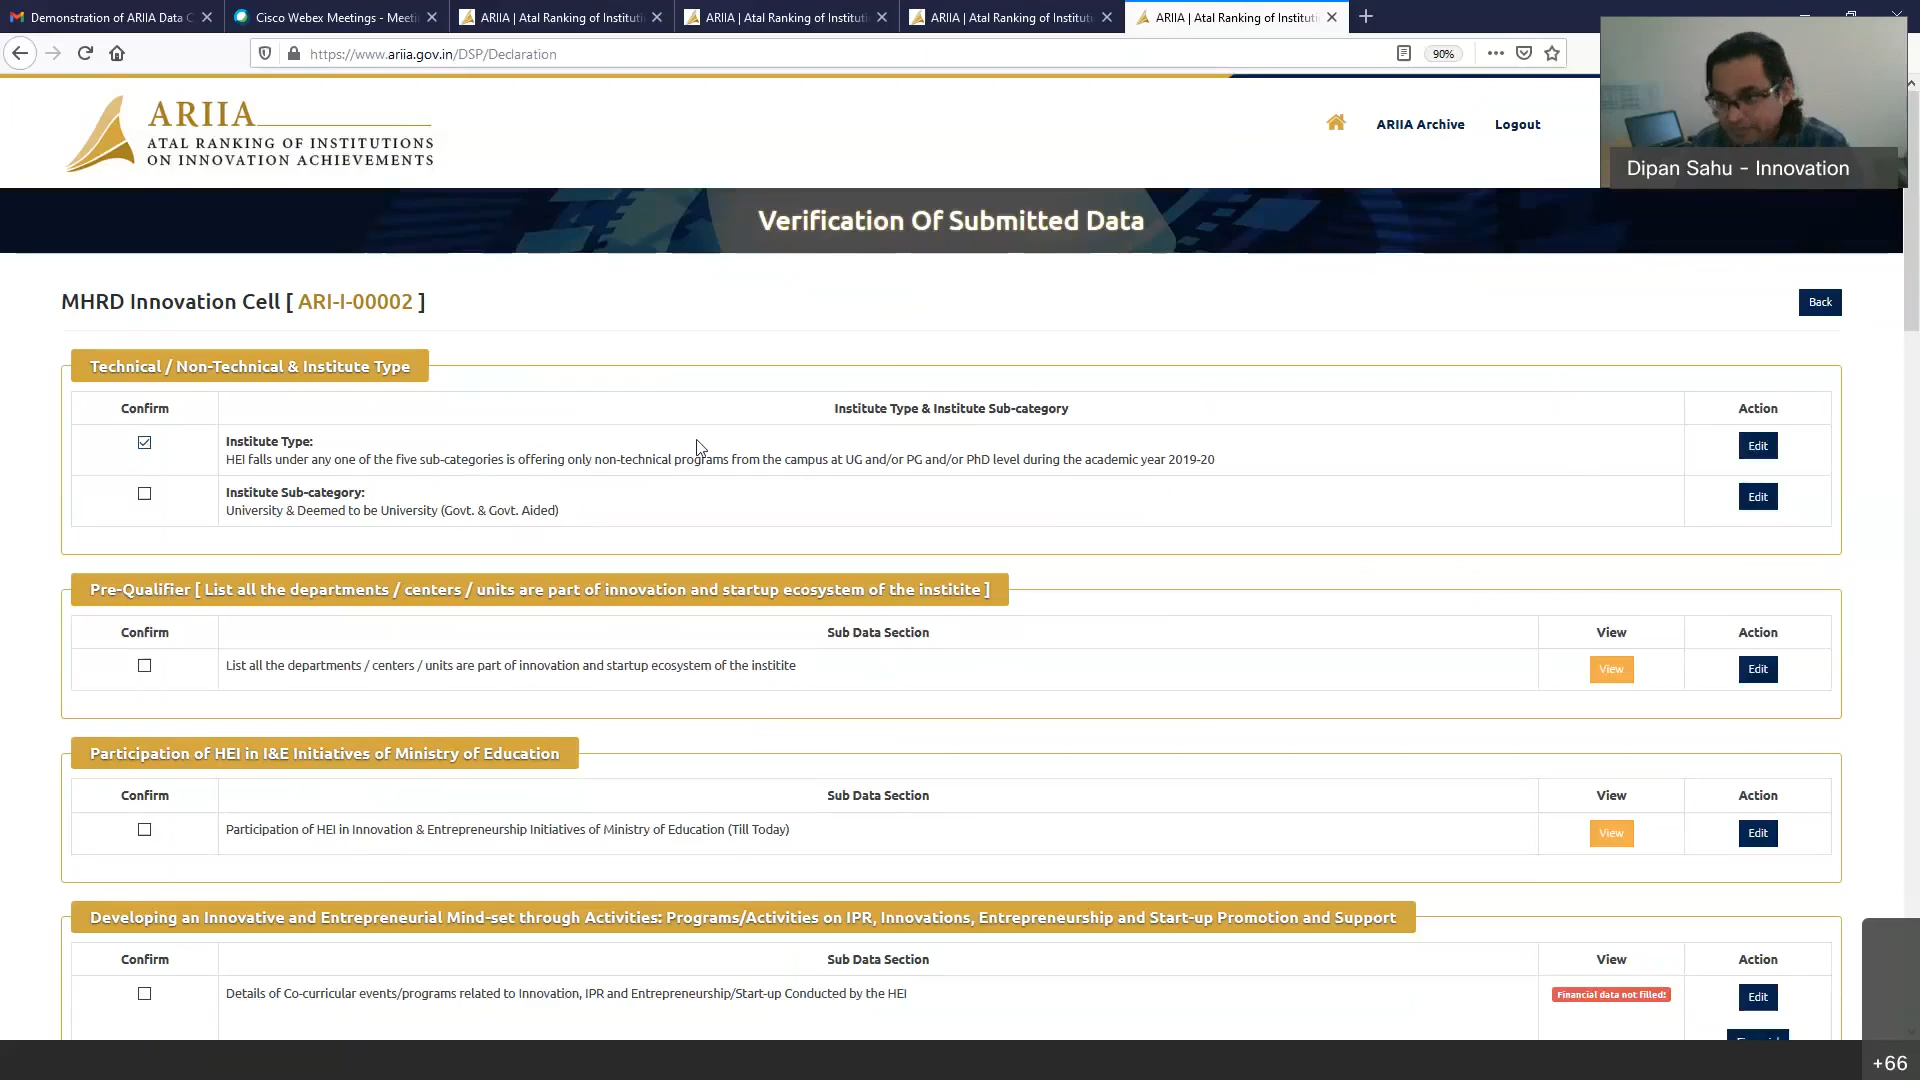 Demonstration of ARIIA Data C
Cisco Webex Meetings - Meeti
ARIIA | Atal Ranking of Instituti
ARIIA | Atal Ranking of Instituti
ARIIA | Atal Ranking of Instituti
ARIIA | Atal Ranking of Instituti
https://www.ariia.gov.in/DSP/Declaration
90%
ARIIA
ATAL RANKING OF INSTITUTIONS
ON INNOVATION ACHIEVEMENTS
ARIIA Archive
Logout
Dipan Sahu - Innovation
Verification Of Submitted Data
MHRD Innovation Cell [ ARI-I-00002 ]
Back
Technical / Non-Technical & Institute Type
Confirm
Institute Type & Institute Sub-category
Action
Institute Type:
HEI falls under any one of the five sub-categories is offering only non-technical programs from the campus at UG and/or PG and/or PhD level during the academic year 2019-20
Edit
Institute Sub-category:
University & Deemed to be University (Govt. & Govt. Aided)
Edit
Pre-Qualifier [ List all the departments / centers / units are part of innovation and startup ecosystem of the institite ]
Confirm
Sub Data Section
View
Action
List all the departments / centers / units are part of innovation and startup ecosystem of the institite
View
Edit
Participation of HEI in I&E Initiatives of Ministry of Education
Confirm
Sub Data Section
View
Action
Participation of HEI in Innovation & Entrepreneurship Initiatives of Ministry of Education (Till Today)
View
Edit
Developing an Innovative and Entrepreneurial Mind-set through Activities: Programs/Activities on IPR, Innovations, Entrepreneurship and Start-up Promotion and Support
Confirm
Sub Data Section
View
Action
Details of Co-curricular events/programs related to Innovation, IPR and Entrepreneurship/Start-up Conducted by the HEI
Financial data not filled!
Edit
+66